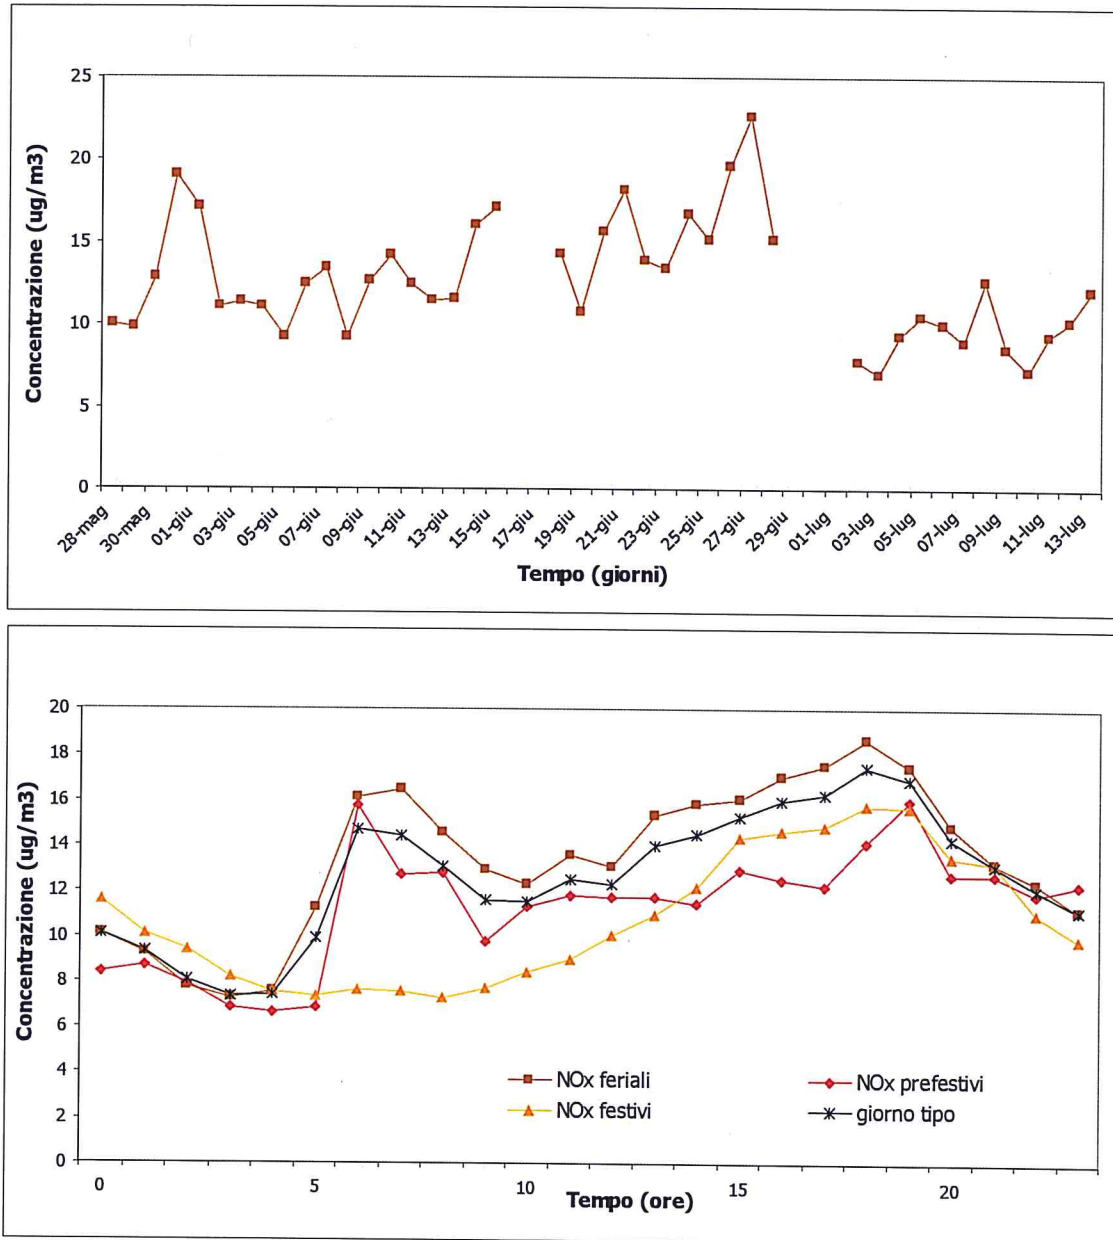 Concentrazione (ug/m3)
25
20
15
10
5
0
28-mag
30-mag
01-giu
03-giu
05-giu
07-giu
09-giu
11-giu
13-giu
15-giu
17-giu
19-giu
21-giu
23-giu
25-giu
27-giu
29-giu
01-lug
03-lug
05-lug
07-lug
09-lug
11-lug
13-lug
Tempo (giorni)
Concentrazione (ug/m3)
20
18
16
14
12
10
8
6
4
2
0
NOx feriali
NOx prefestivi
NOx festivi
giorno tipo
0
5
10
15
20
Tempo (ore)